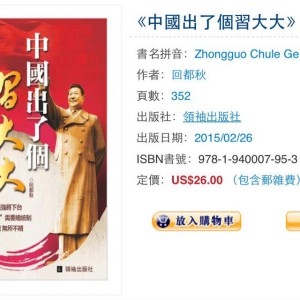 《中國出了個習大大》
書名拼音：Zhongguo Chule Ge
作者：回都秋
頁數：352
出版社：領袖出版社
出版日期：2015/02/26
ISBN書號：978-1-940007-95-3
定價：US$26.00（包含郵雜費）
放入購物車
中國出了個
習大大
◎回都秋
領袖出版社